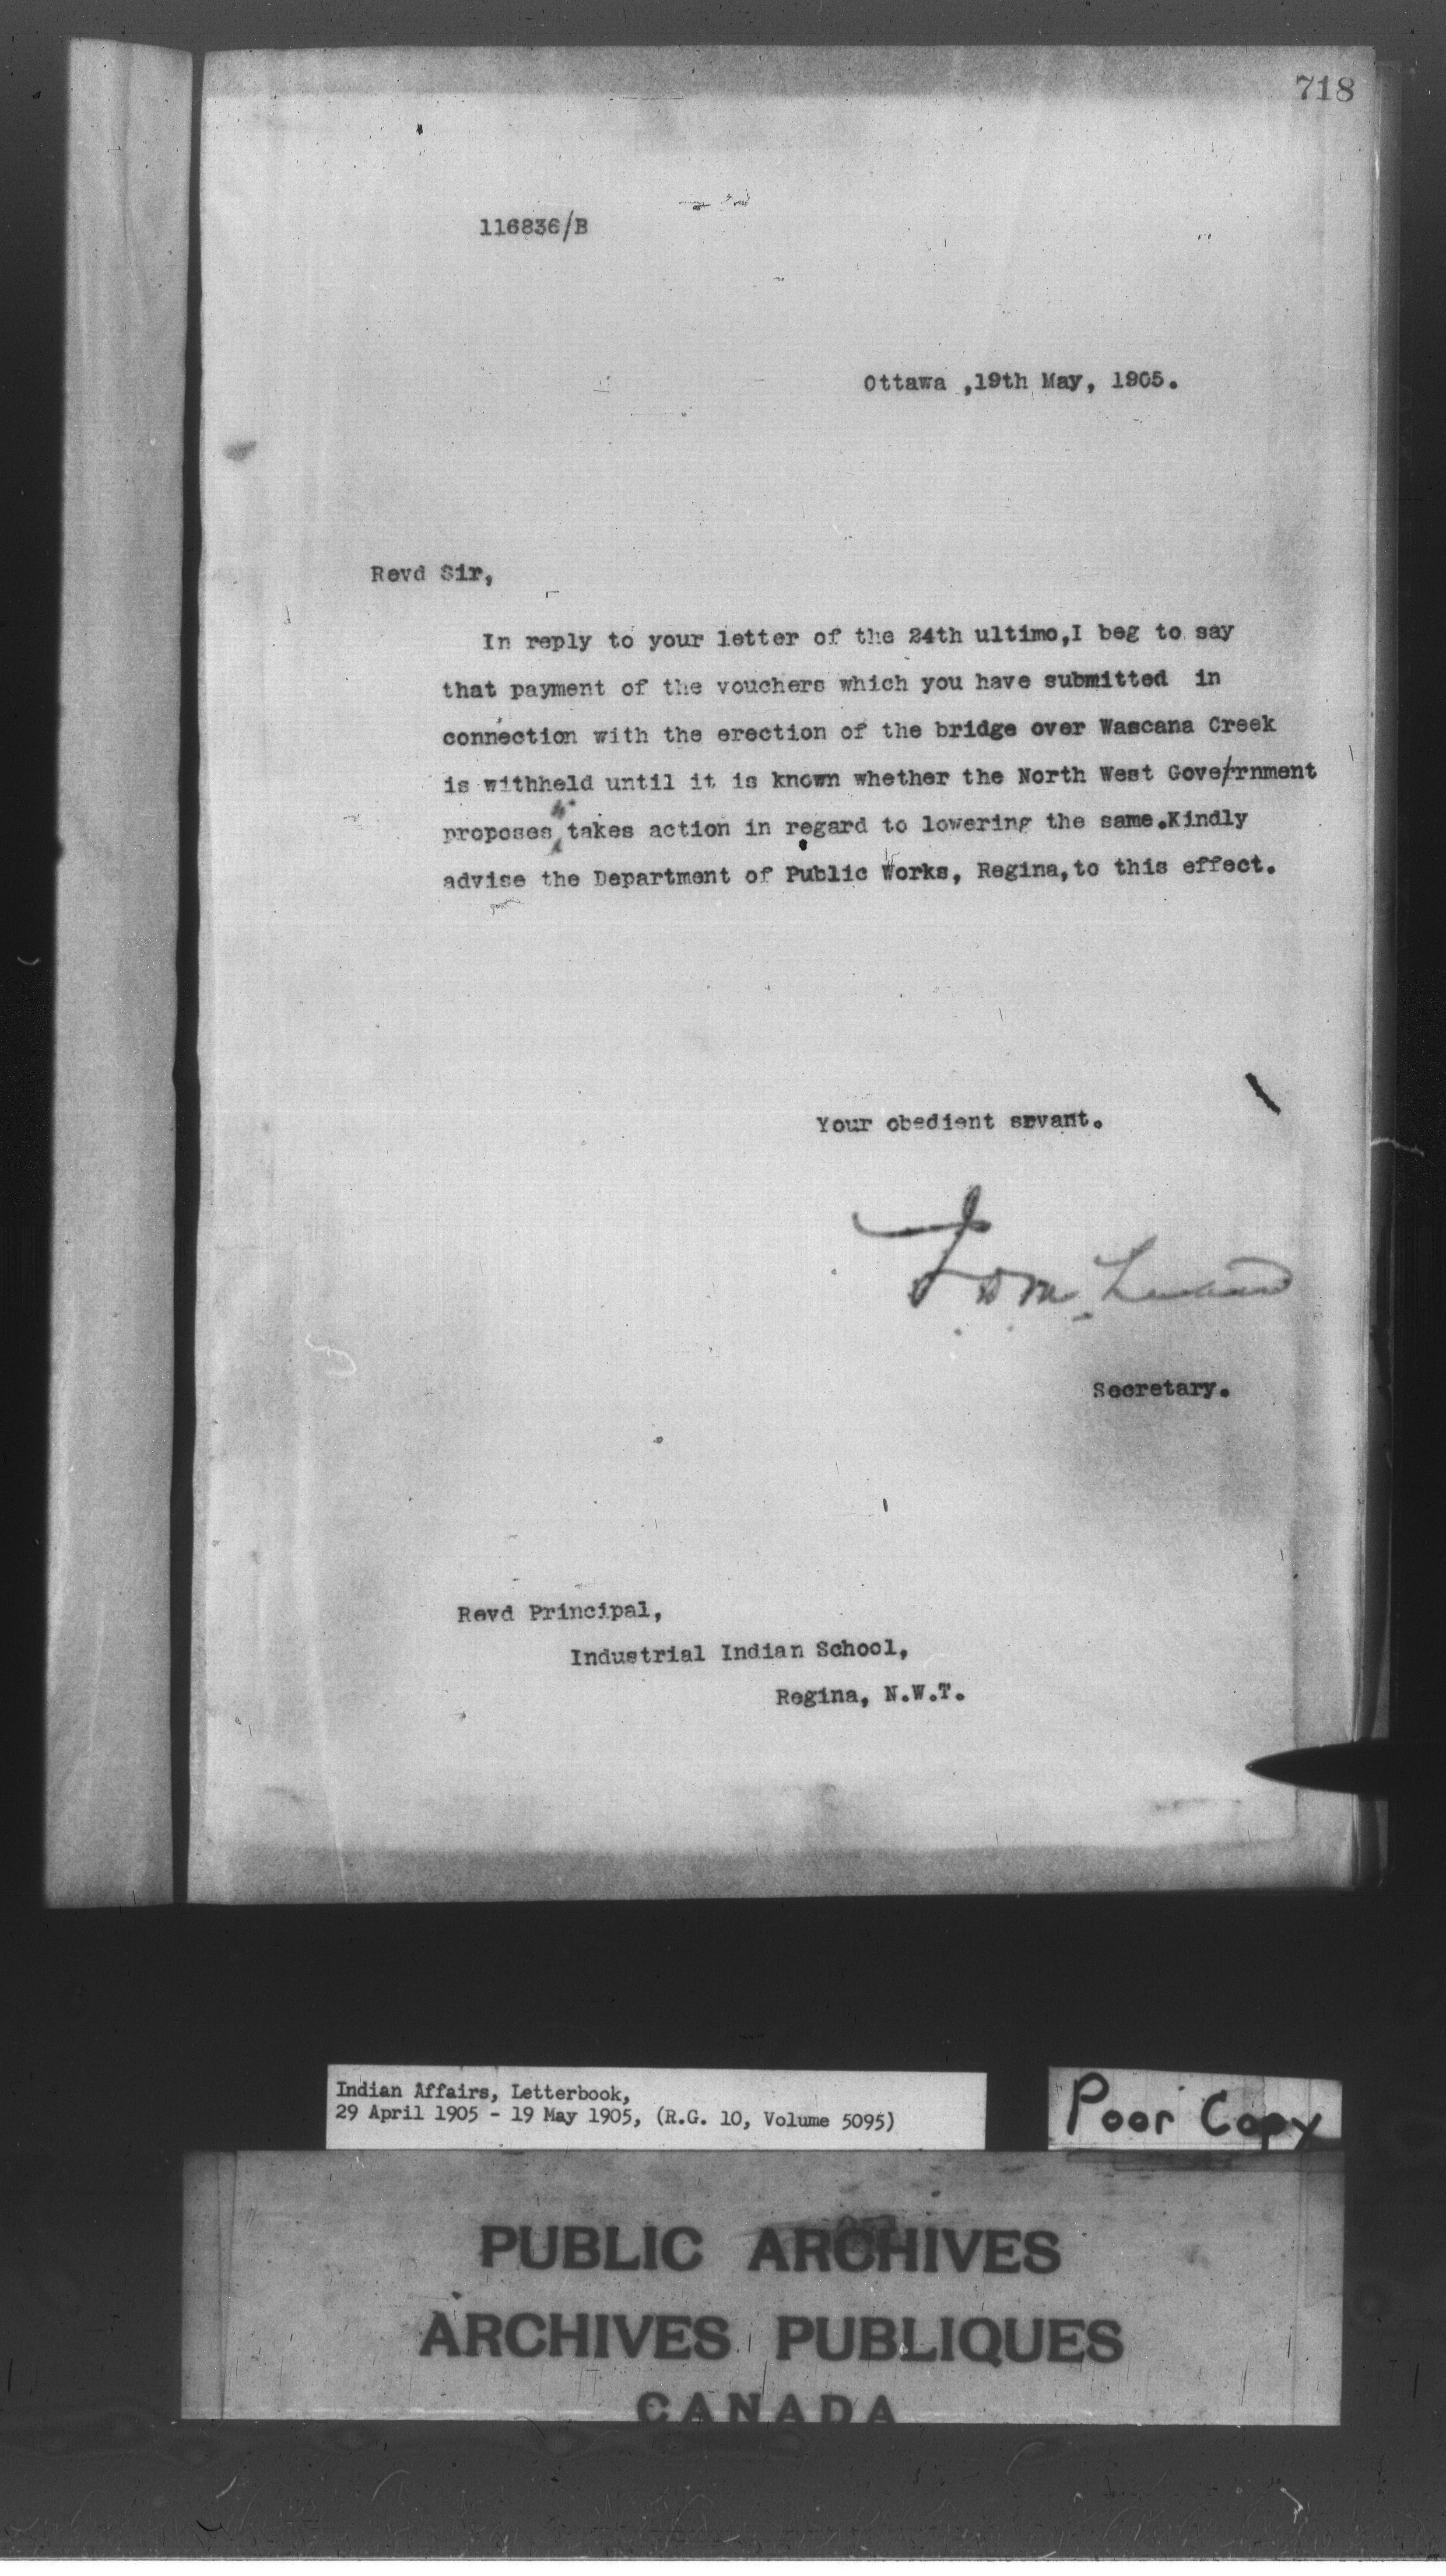 718
116836/B
Ottawa ,19th May, 1905.
Revd Sir,
In reply to your letter of the 24th ultimo,I beg to say
that payment of the vouchers which you have submitted in
connection with the erection of the bridge over Wascana Creek
is withheld until it is known whether the North West Gove/rnment
proposes takes action in regard to lowering the same.Kindly
advise the Department of Public Works, Regina,to this effect.
Your obedient srvant.
Secretary.
Revd Principal,
Industrial Indian School,
Regina, N.W.T.
Indian Affairs, Letterbook,
29 April 1905 - 19 May 1905, (R.G. 10, Volume 5095)
Poor Copy
PUBLIC ARCHIVES
ARCHIVES PUBLIQUES
CANADA